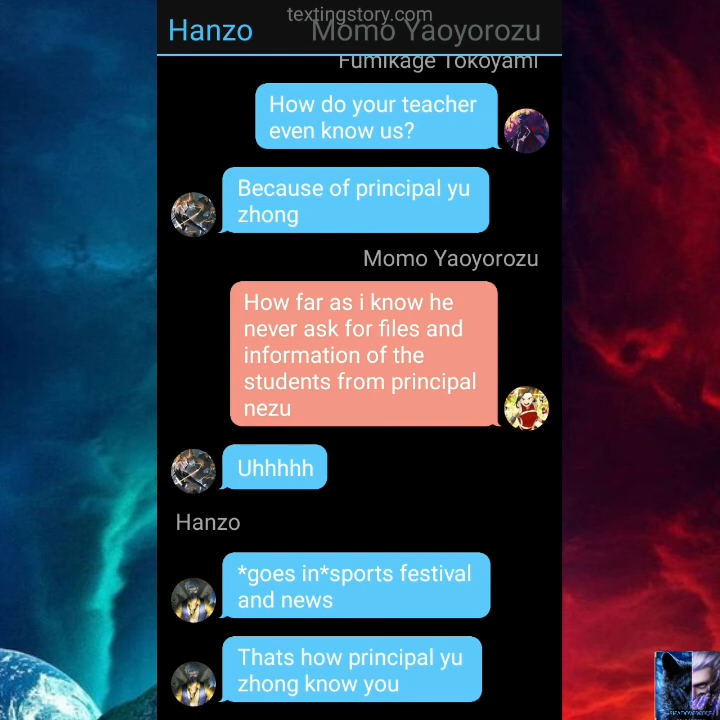 textingstory.com
Hanzo
Momo Yaoyorozu
Fumikage Tokoyami
How do your teacher
even know us?
Because of principal yu
zhong
Momo Yaoyorozu
How far as i know he
never ask for files and
information of the
students from principal
nezu
Uhhhhh
Hanzo
*goes in*sports festival
and news
Thats how principal yu
zhong know you